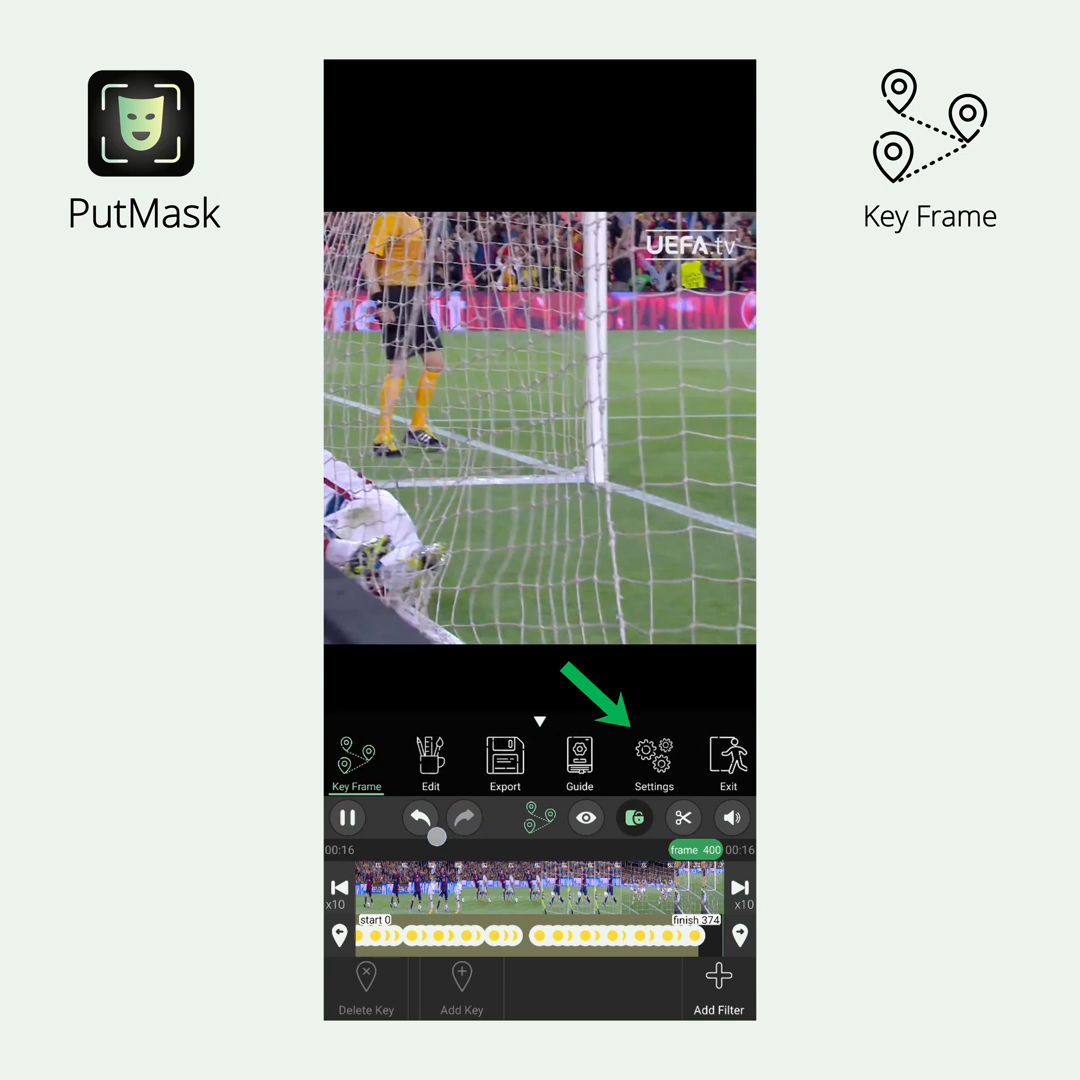 PutMask
Key Frame
UEFA.tv
Key Frame
Edit
Export
Guide
Settings
Exit
00:16
frame 400
00:16
x10
x10
start 0
finish 374
Delete Key
Add Key
Add Filter